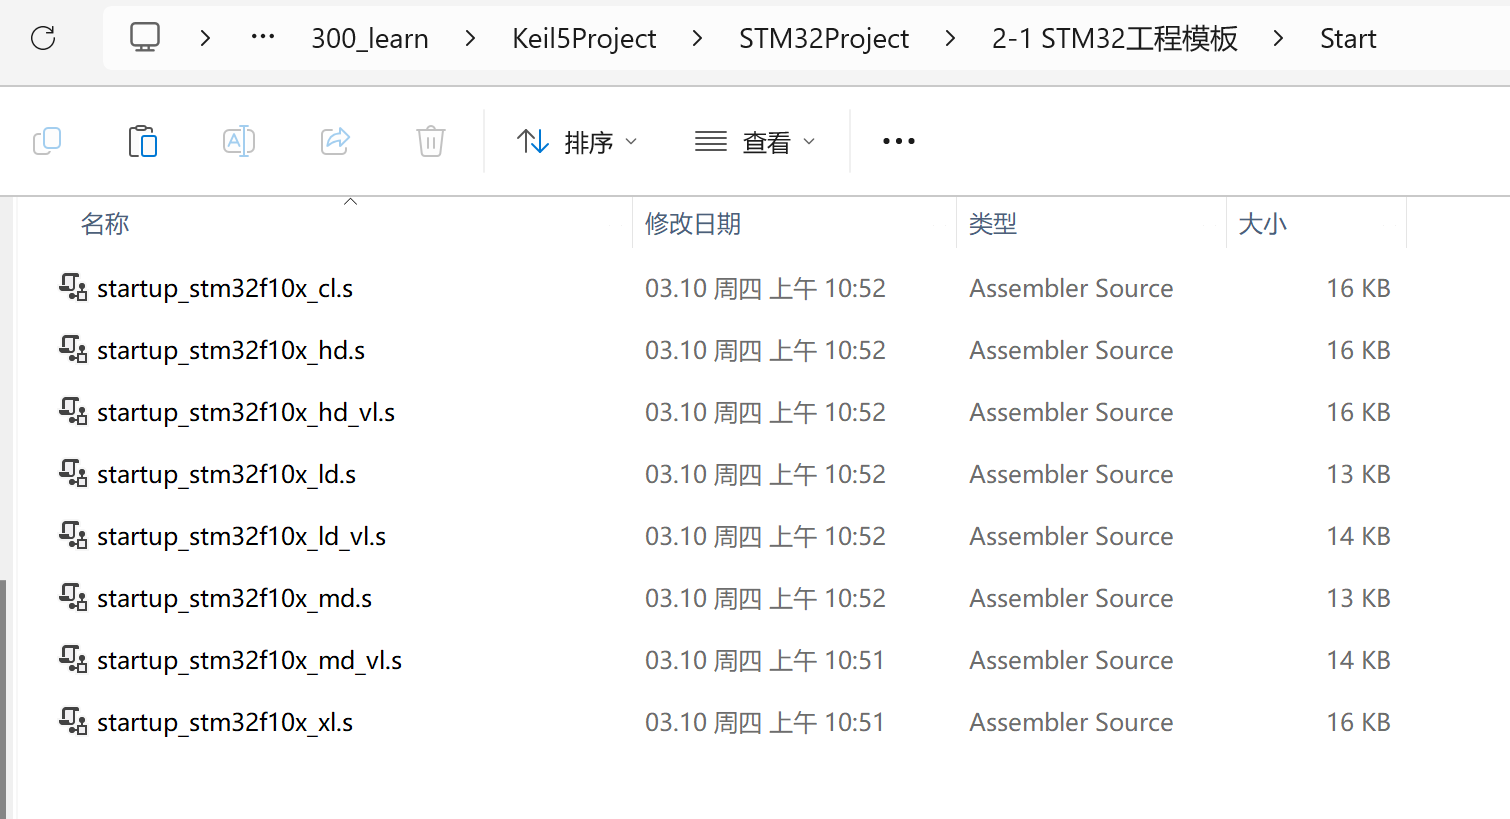 300_learn > Keil5Project > STM32Project > 2-1 STM32工程模板 > Start
排序 查看
名称 修改日期 类型 大小
startup_stm32f10x_cl.s 03.10 周四 上午 10:52 Assembler Source 16 KB
startup_stm32f10x_hd.s 03.10 周四 上午 10:52 Assembler Source 16 KB
startup_stm32f10x_hd_vl.s 03.10 周四 上午 10:52 Assembler Source 16 KB
startup_stm32f10x_ld.s 03.10 周四 上午 10:52 Assembler Source 13 KB
startup_stm32f10x_ld_vl.s 03.10 周四 上午 10:52 Assembler Source 14 KB
startup_stm32f10x_md.s 03.10 周四 上午 10:52 Assembler Source 13 KB
startup_stm32f10x_md_vl.s 03.10 周四 上午 10:51 Assembler Source 14 KB
startup_stm32f10x_xl.s 03.10 周四 上午 10:51 Assembler Source 16 KB